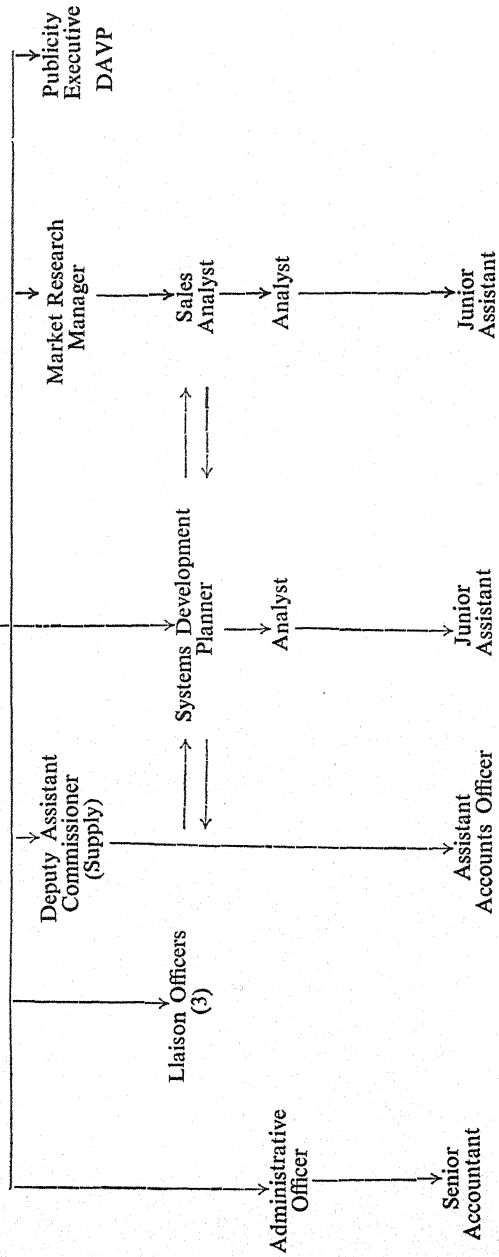 Deputy Assistant
Commissioner
(Supply)
Market Research
Manager
Publicity
Executive
DAVP
Llaison Officers
(3)
Systems Development
Planner
Sales
Analyst
Administrative
Officer
Analyst
Analyst
Senior
Accountant
Assistant
Accounts Officer
Junior
Assistant
Junior
Assistant